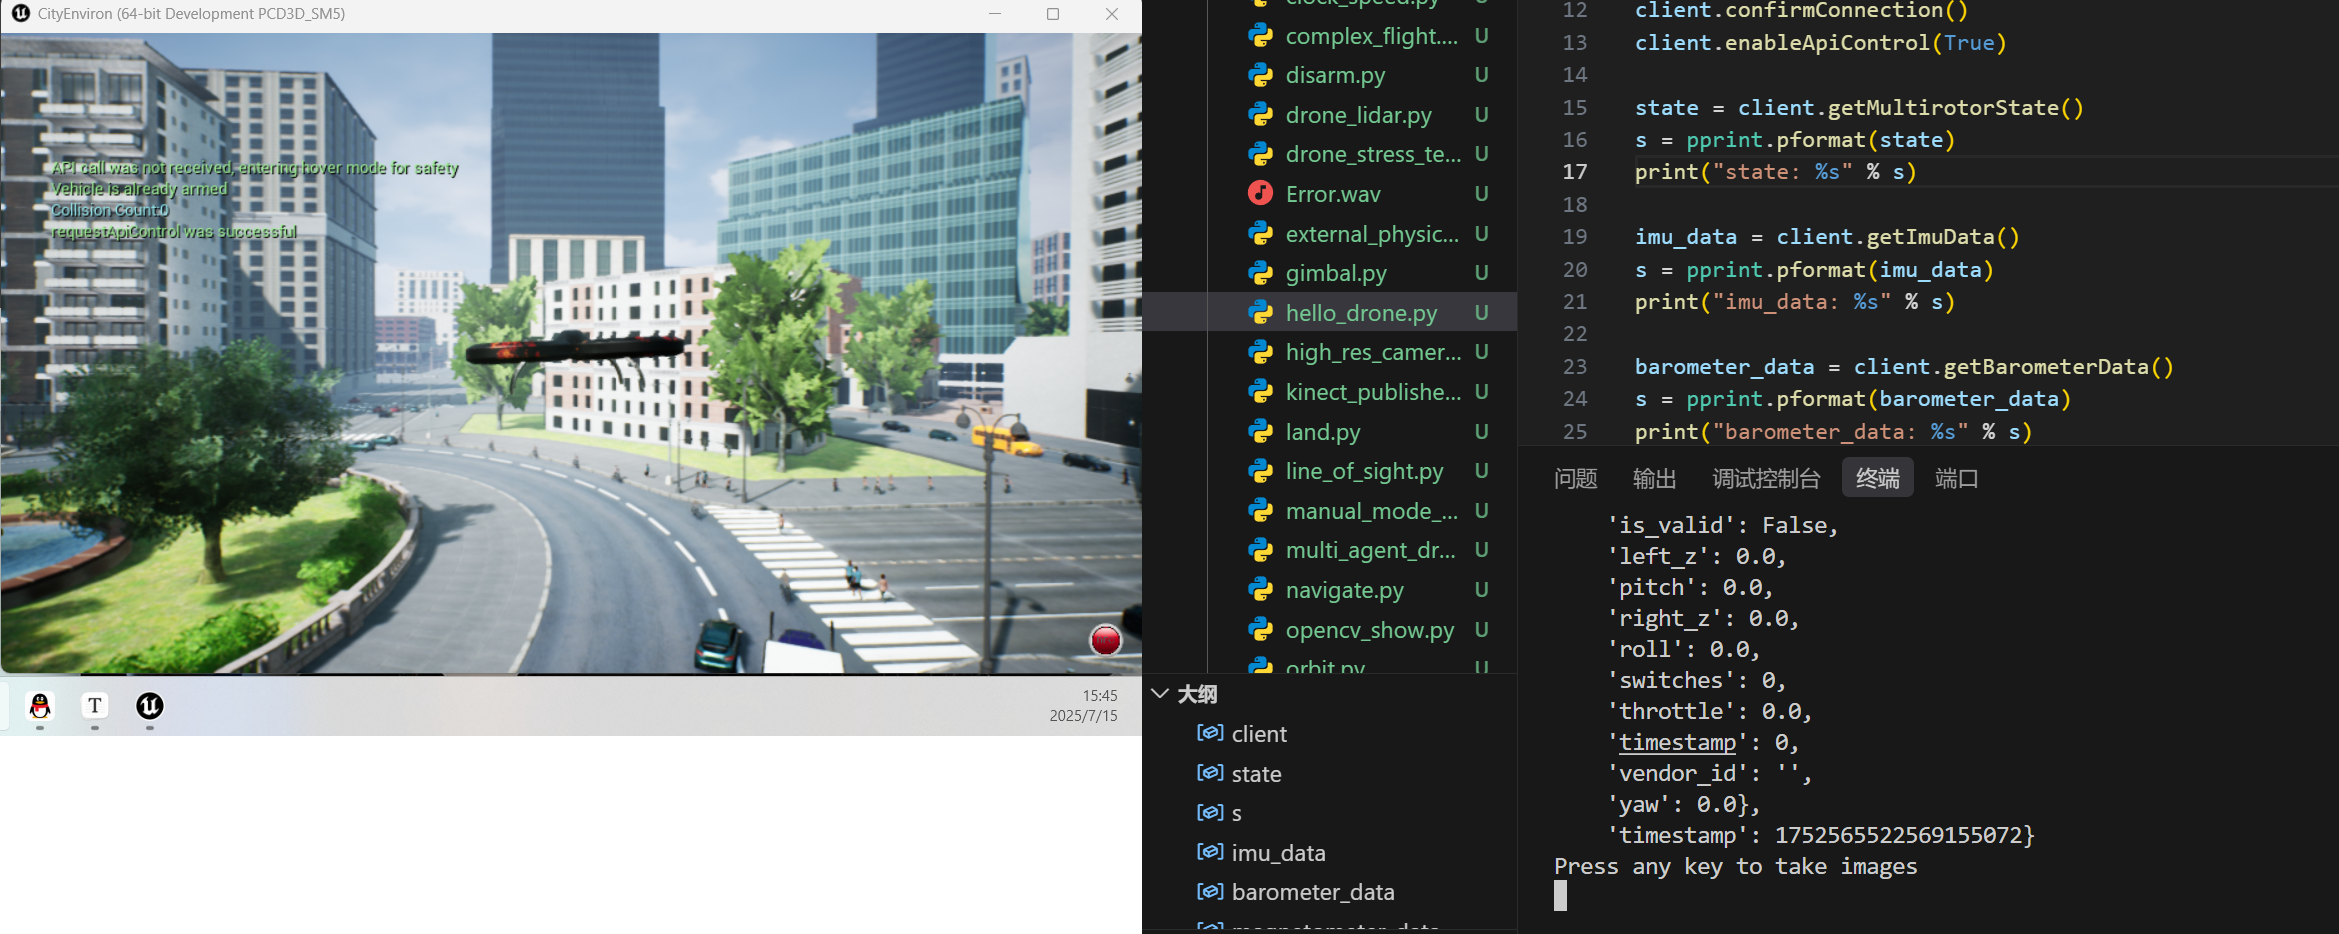 CityEnviron (64-bit Development PCD3D_SM5)
API call was not received, entering hover mode for safety
Vehicle is already armed
Collision Count:0
requestApiControl was successful
T
15:45
2025/7/15
clock_speed.py U
complex_flight.... U
disarm.py U
drone_lidar.py U
drone_stress_te... U
Error.wav U
external_physic... U
gimbal.py U
hello_drone.py U
high_res_camer... U
kinect_publishe... U
land.py U
line_of_sight.py U
manual_mode_... U
multi_agent_dr... U
navigate.py U
opencv_show.py U
orbit.py U
大纲
client
state
s
imu_data
barometer_data
magnetometer_data
12 client.confirmConnection()
13 client.enableApiControl(True)
14
15 state = client.getMultirotorState()
16 s = pprint.pformat(state)
17 print("state: %s" % s)
18
19 imu_data = client.getImuData()
20 s = pprint.pformat(imu_data)
21 print("imu_data: %s" % s)
22
23 barometer_data = client.getBarometerData()
24 s = pprint.pformat(barometer_data)
25 print("barometer_data: %s" % s)
问题 输出 调试控制台 终端 端口
'is_valid': False,
'left_z': 0.0,
'pitch': 0.0,
'right_z': 0.0,
'roll': 0.0,
'switches': 0,
'throttle': 0.0,
'timestamp': 0,
'vendor_id': '',
'yaw': 0.0},
'timestamp': 1752565522569155072}
Press any key to take images